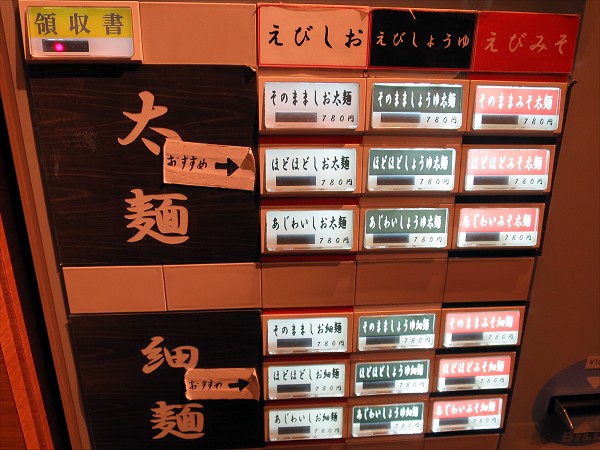 領収書
えびしお
えびしょうゆ
えびみそ
太麺
おすすめ
そのまましお太麺
780円
そのまましょうゆ太麺
780円
そのままみそ太麺
780円
ほどほどしお太麺
780円
ほどほどしょうゆ太麺
780円
ほどほどみそ太麺
780円
あじわいしお太麺
780円
あじわいしょうゆ太麺
780円
あじわいみそ太麺
780円
細麺
おすすめ
そのまましお細麺
780円
そのまましょうゆ細麺
780円
そのままみそ細麺
780円
ほどほどしお細麺
780円
ほどほどしょうゆ細麺
780円
ほどほどみそ細麺
780円
あじわいしお細麺
780円
あじわいしょうゆ細麺
780円
あじわいみそ細麺
780円